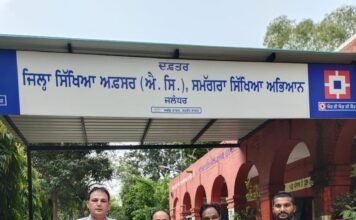 ਦਫ਼ਤਰ
ਜਿਲ੍ਹਾ ਸਿੱਖਿਆ ਅਫ਼ਸਰ (ਐ. ਸਿ.), ਸਮੱਗਰਾ ਸਿੱਖਿਆ ਅਭਿਆਨ
ਜਲੰਧਰ